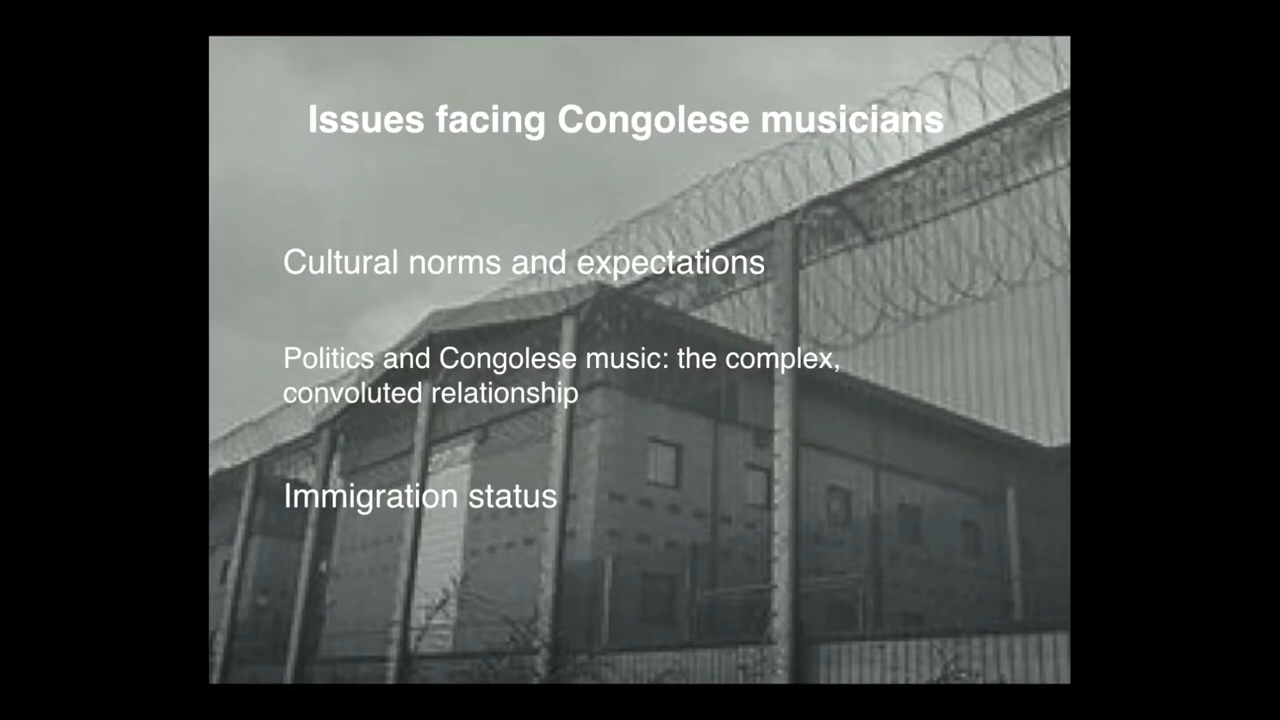 Issues facing Congolese musicians
Cultural norms and expectations
Politics and Congolese music: the complex,
convoluted relationship
Immigration status